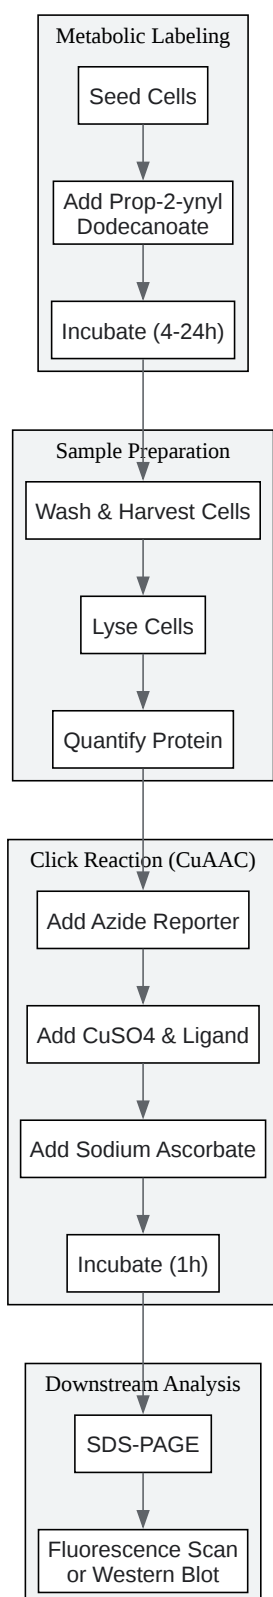 Metabolic Labeling
Seed Cells
Add Prop-2-ynyl
Dodecanoate
Incubate (4-24h)
Sample Preparation
Wash & Harvest Cells
Lyse Cells
Quantify Protein
Click Reaction (CuAAC)
Add Azide Reporter
Add CuSO4 & Ligand
Add Sodium Ascorbate
Incubate (1h)
Downstream Analysis
SDS-PAGE
Fluorescence Scan
or Western Blot